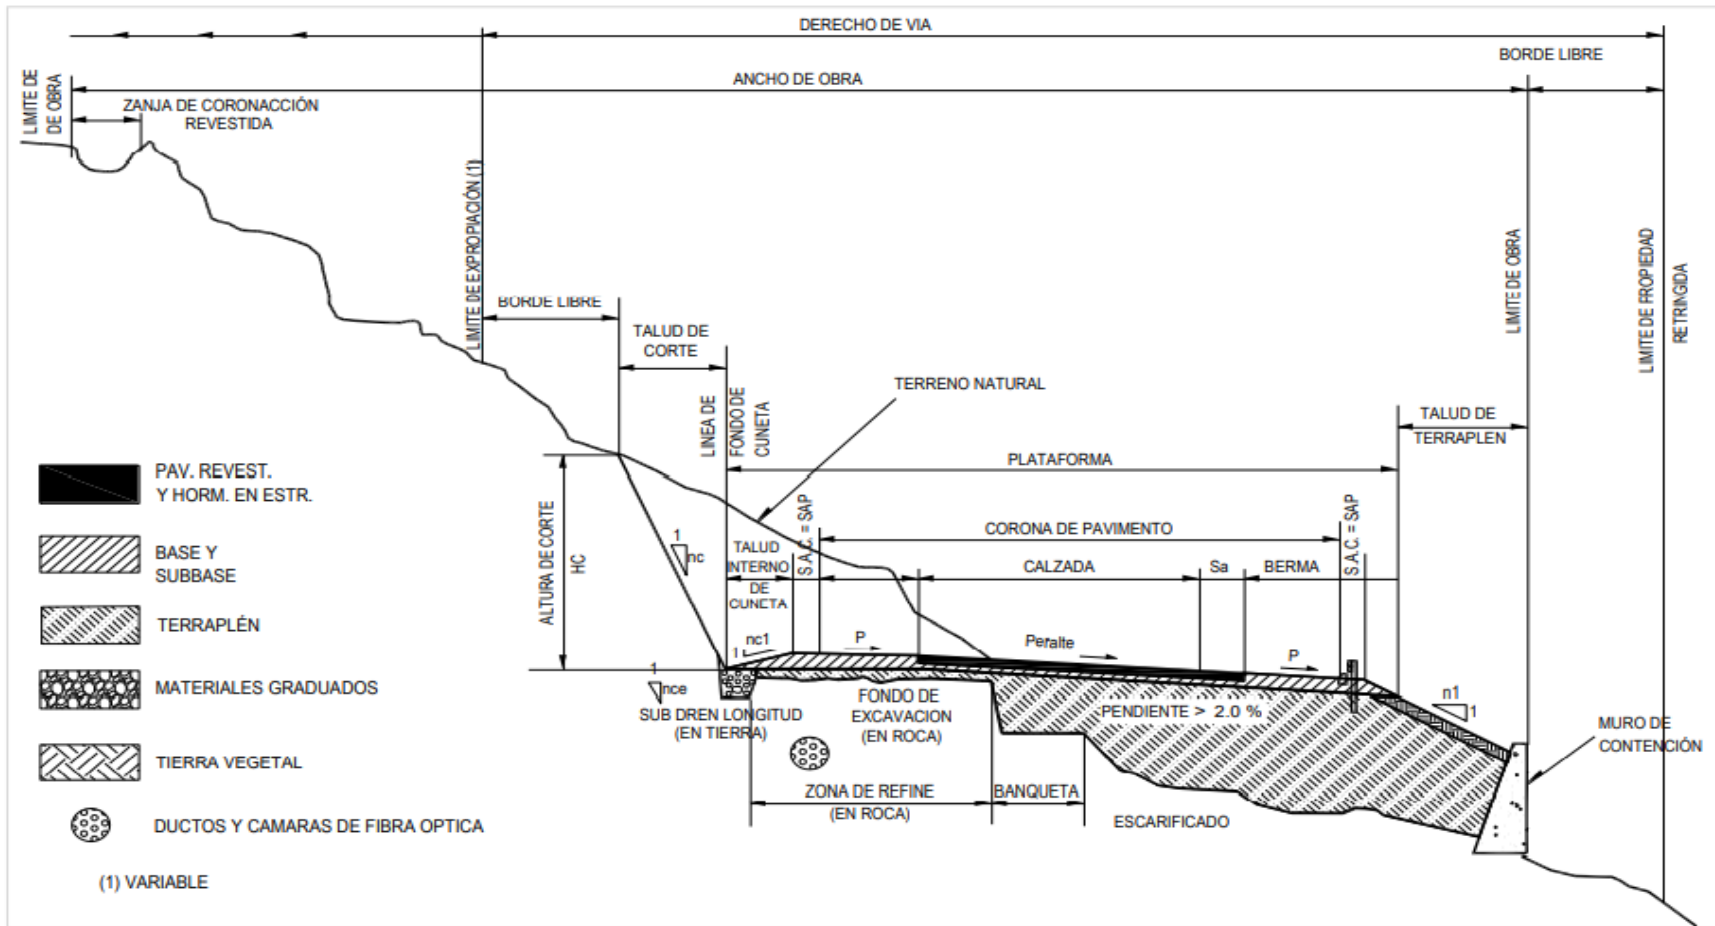 DERECHO DE VIA
BORDE LIBRE
ANCHO DE OBRA
LIMITE DE
DE OBRA
ZANJA DE CORONACCIÓN
REVESTIDA
LIMITE DE EXPROPIACIÓN (1)
BORDE LIBRE
TALUD DE
CORTE
LINEA DE
FONDO DE
CUNETA
TERRENO NATURAL
LIMITE DE OBRA
LIMITE DE PROPIEDAD
RETRINGIDA
TALUD DE
TERRAPLEN
PLATAFORMA
ALTURA DE CORTE
HC
1
nc
TALUD
INTERNO
DE
CUNETA
S.A.C. = SAP
CORONA DE PAVIMENTO
CALZADA
Sa
BERMA
S.A.C. = SAP
nc1
1
P
Peralte
P
1
nce
SUB DREN LONGITUD
(EN TIERRA)
FONDO DE
EXCAVACION
(EN ROCA)
PENDIENTE > 2.0 %
n1
1
MURO DE
CONTENCIÓN
ZONA DE REFINE
(EN ROCA)
BANQUETA
ESCARIFICADO
PAV. REVEST.
Y HORM. EN ESTR.
BASE Y
SUBBASE
TERRAPLÉN
MATERIALES GRADUADOS
TIERRA VEGETAL
DUCTOS Y CAMARAS DE FIBRA OPTICA
(1) VARIABLE